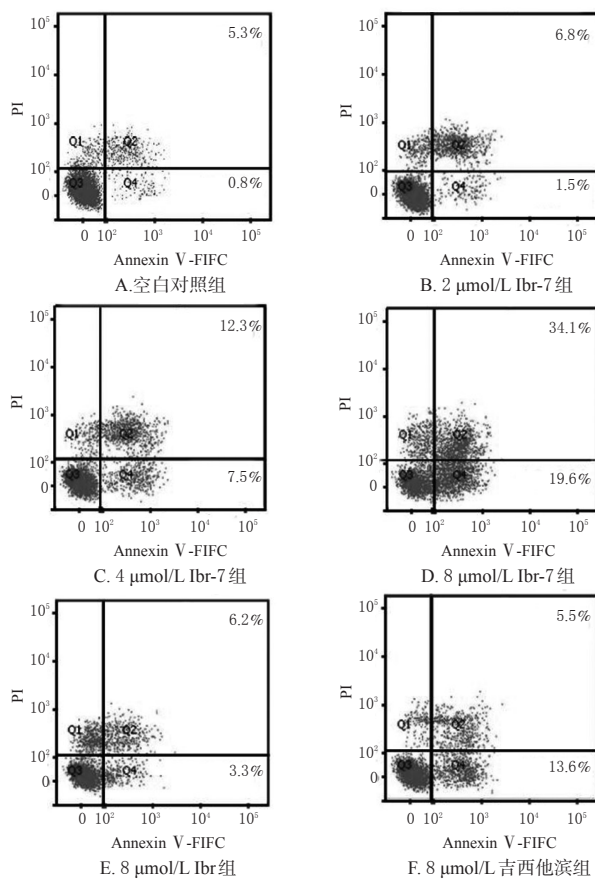 5.3%
10⁵
10⁴
PI
10³
Q1
Q2
10²
Q3
Q4
0.8%
0
0 10² 10³ 10⁴ 10⁵
Annexin V-FIFC
A.空白对照组
6.8%
10⁵
10⁴
PI
10³
Q1
Q2
10²
Q3
Q4
1.5%
0
0 10² 10³ 10⁴ 10⁵
Annexin V-FIFC
B. 2 μmol/L Ibr-7组
12.3%
10⁵
10⁴
PI
10³
Q1
Q2
10²
Q3
Q4
7.5%
0
0 10² 10³ 10⁴ 10⁵
Annexin V-FIFC
C. 4 μmol/L Ibr-7组
34.1%
10⁵
10⁴
PI
10³
Q1
Q2
10²
Q3
Q4
19.6%
0
0 10² 10³ 10⁴ 10⁵
Annexin V-FIFC
D. 8 μmol/L Ibr-7组
6.2%
10⁵
10⁴
PI
10³
Q1
Q2
10²
Q3
Q4
3.3%
0
0 10² 10³ 10⁴ 10⁵
Annexin V-FIFC
E. 8 μmol/L Ibr组
5.5%
10⁵
10⁴
PI
10³
Q1
Q2
10²
Q3
Q4
13.6%
0
0 10² 10³ 10⁴ 10⁵
Annexin V-FIFC
F. 8 μmol/L 吉西他滨组